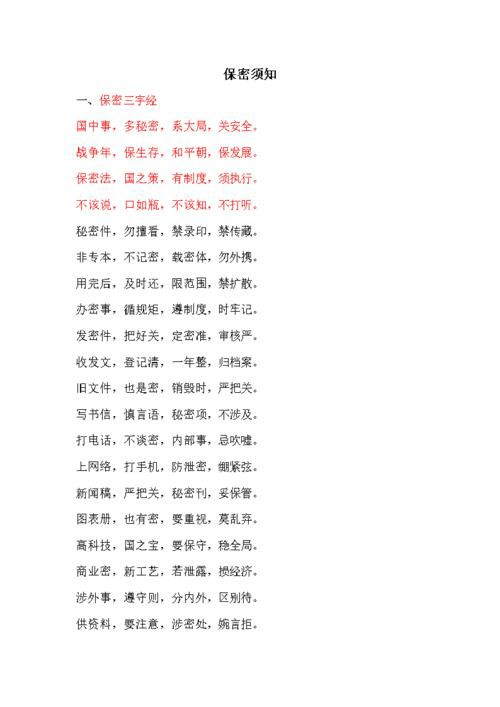 保密须知
一、保密三字经
国中事，多秘密，系大局，关安全。
战争年，保生存，和平朝，保发展。
保密法，国之策，有制度，须执行。
不该说，口如瓶，不该知，不打听。
秘密件，勿擅看，禁录印，禁传藏。
非专本，不记密，载密体，勿外携。
用完后，及时还，限范围，禁扩散。
办密事，循规矩，遵制度，时牢记。
发密件，把好关，定密准，审核严。
收发文，登记清，一年整，归档案。
旧文件，也是密，销毁时，严把关。
写书信，慎言语，秘密项，不涉及。
打电话，不谈密，内部事，忌吹嘘。
上网络，打手机，防泄密，绷紧弦。
新闻稿，严把关，秘密刊，妥保管。
图表册，也有密，要重视，莫乱弃。
高科技，国之宝，要保守，稳全局。
商业密，新工艺，若泄露，损经济。
涉外事，遵守则，分内外，区别待。
供资料，要注意，涉密处，婉言拒。